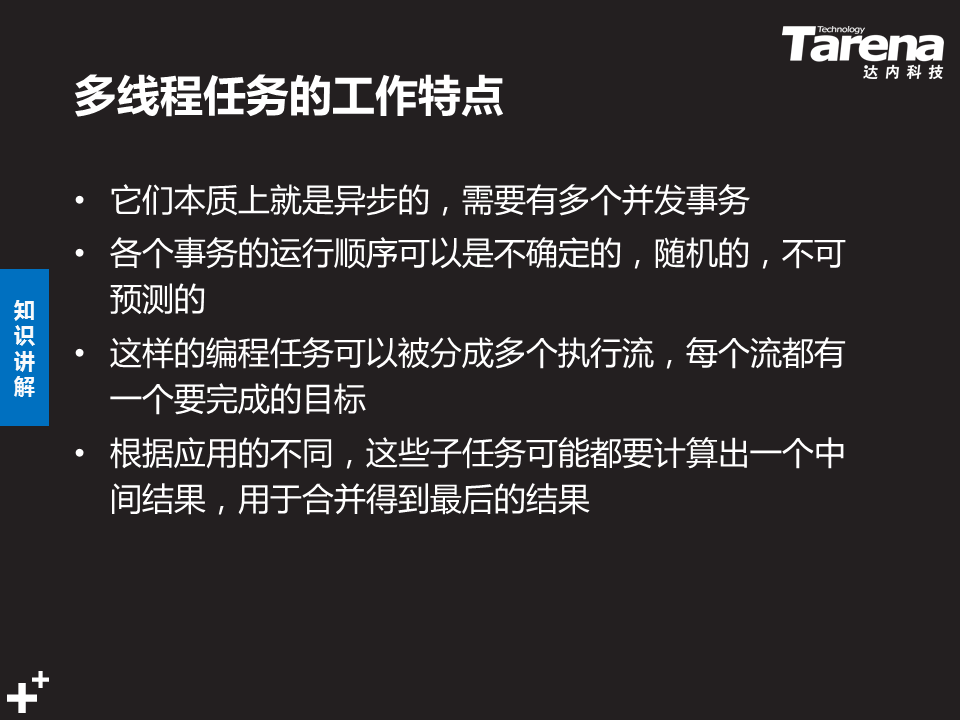 Technology
Tarena
达内科技
多线程任务的工作特点
• 它们本质上就是异步的，需要有多个并发事务
• 各个事务的运行顺序可以是不确定的，随机的，不可
预测的
• 这样的编程任务可以被分成多个执行流，每个流都有
一个要完成的目标
• 根据应用的不同，这些子任务可能都要计算出一个中
间结果，用于合并得到最后的结果
知
识
讲
解